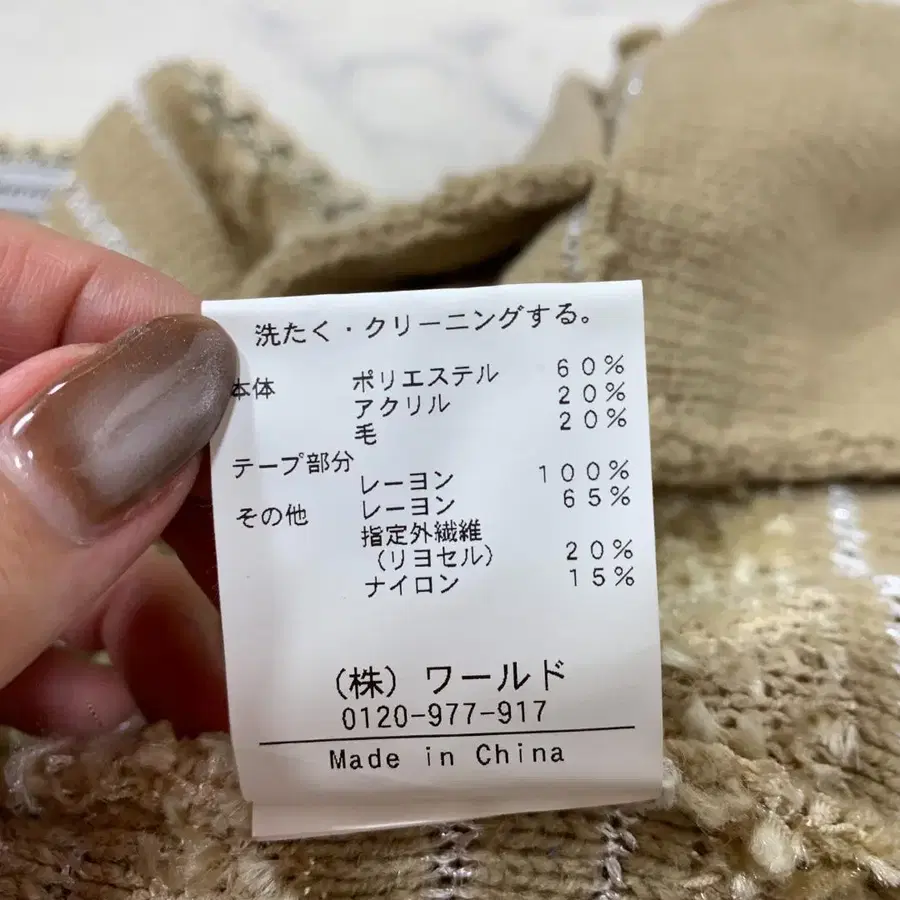 洗たく・クリーニングする。
本体 ポリエステル 60%
アクリル 20%
毛 20%
テープ部分
レーヨン 100%
その他 レーヨン 65%
指定外繊維
(リヨセル) 20%
ナイロン 15%
(株) ワールド
0120-977-917
Made in China